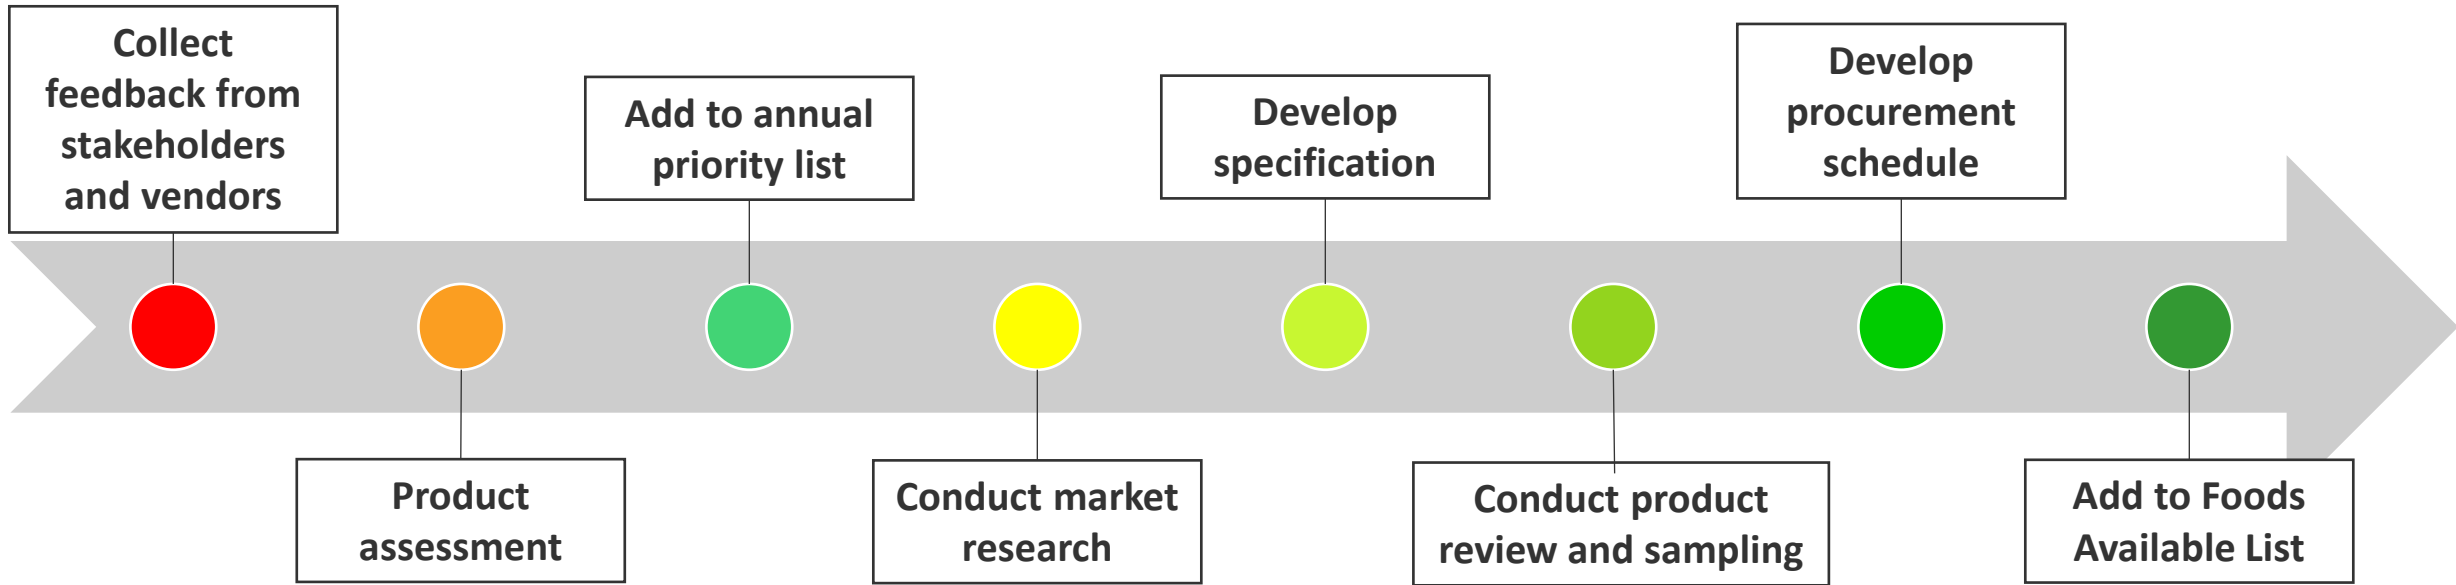 Collect
feedback from
stakeholders
and vendors
Product
assessment
Add to annual
priority list
Conduct market
research
Develop
specification
Conduct product
review and sampling
Develop
procurement
schedule
Add to Foods
Available List